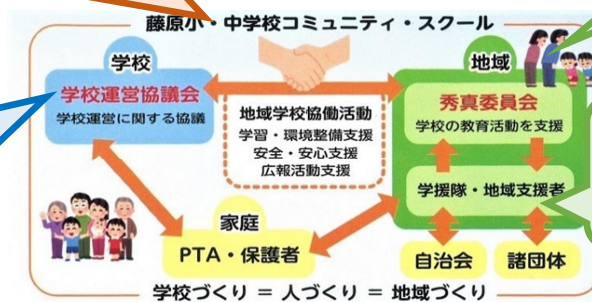 藤原小・中学校コミュニティ・スクール
学校
学校運営協議会
学校運営に関する協議
地域学校協働活動
学習・環境整備支援
安全・安心支援
広報活動支援
地域
秀真委員会
学校の教育活動を支援
学援隊・地域支援者
家庭
PTA・保護者
自治会
諸団体
学校づくり = 人づくり = 地域づくり